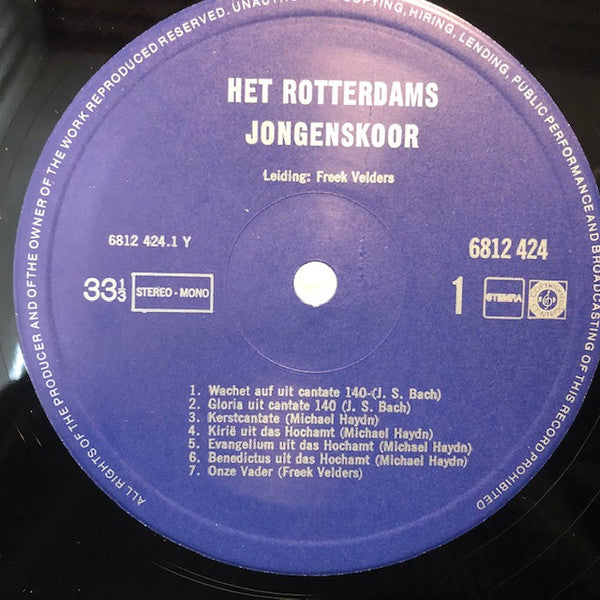 ALL RIGHTS OF THE PRODUCER AND OF THE OWNER OF THE WORK REPRODUCED RESERVED. COPYING, HIRING, LENDING, PUBLIC PERFORMANCE AND BROADCASTING OF THIS RECORD PROHIBITED
HET ROTTERDAMS
JONGENSKOOR
Leiding: Freek Velders
6812 424.1 Y
6812 424
33⅓ STEREO-MONO
1 STEMRA
1. Wachet auf uit cantate 140-(J. S. Bach)
2. Gloria uit cantate 140 (J. S. Bach)
3. Kerstcantate (Michael Haydn)
4. Kirië uit das Hochamt (Michael Haydn)
5. Evangelium uit das Hochamt (Michael Haydn)
6. Benedictus uit das Hochamt (Michael Haydn)
7. Onze Vader (Freek Velders)